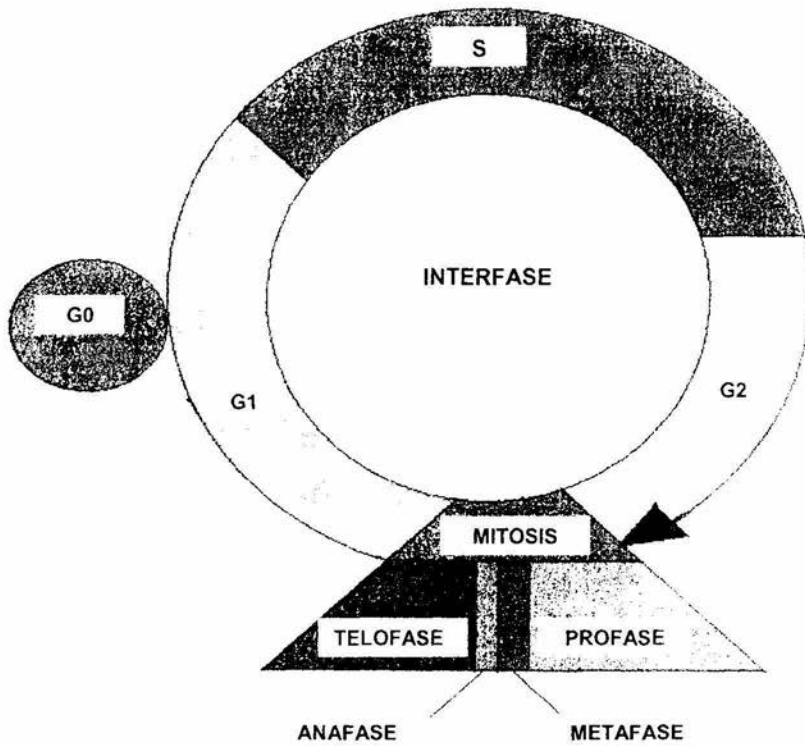 S
INTERFASE
G0
G1
G2
MITOSIS
TELOFASE
PROFASE
ANAFASE
METAFASE